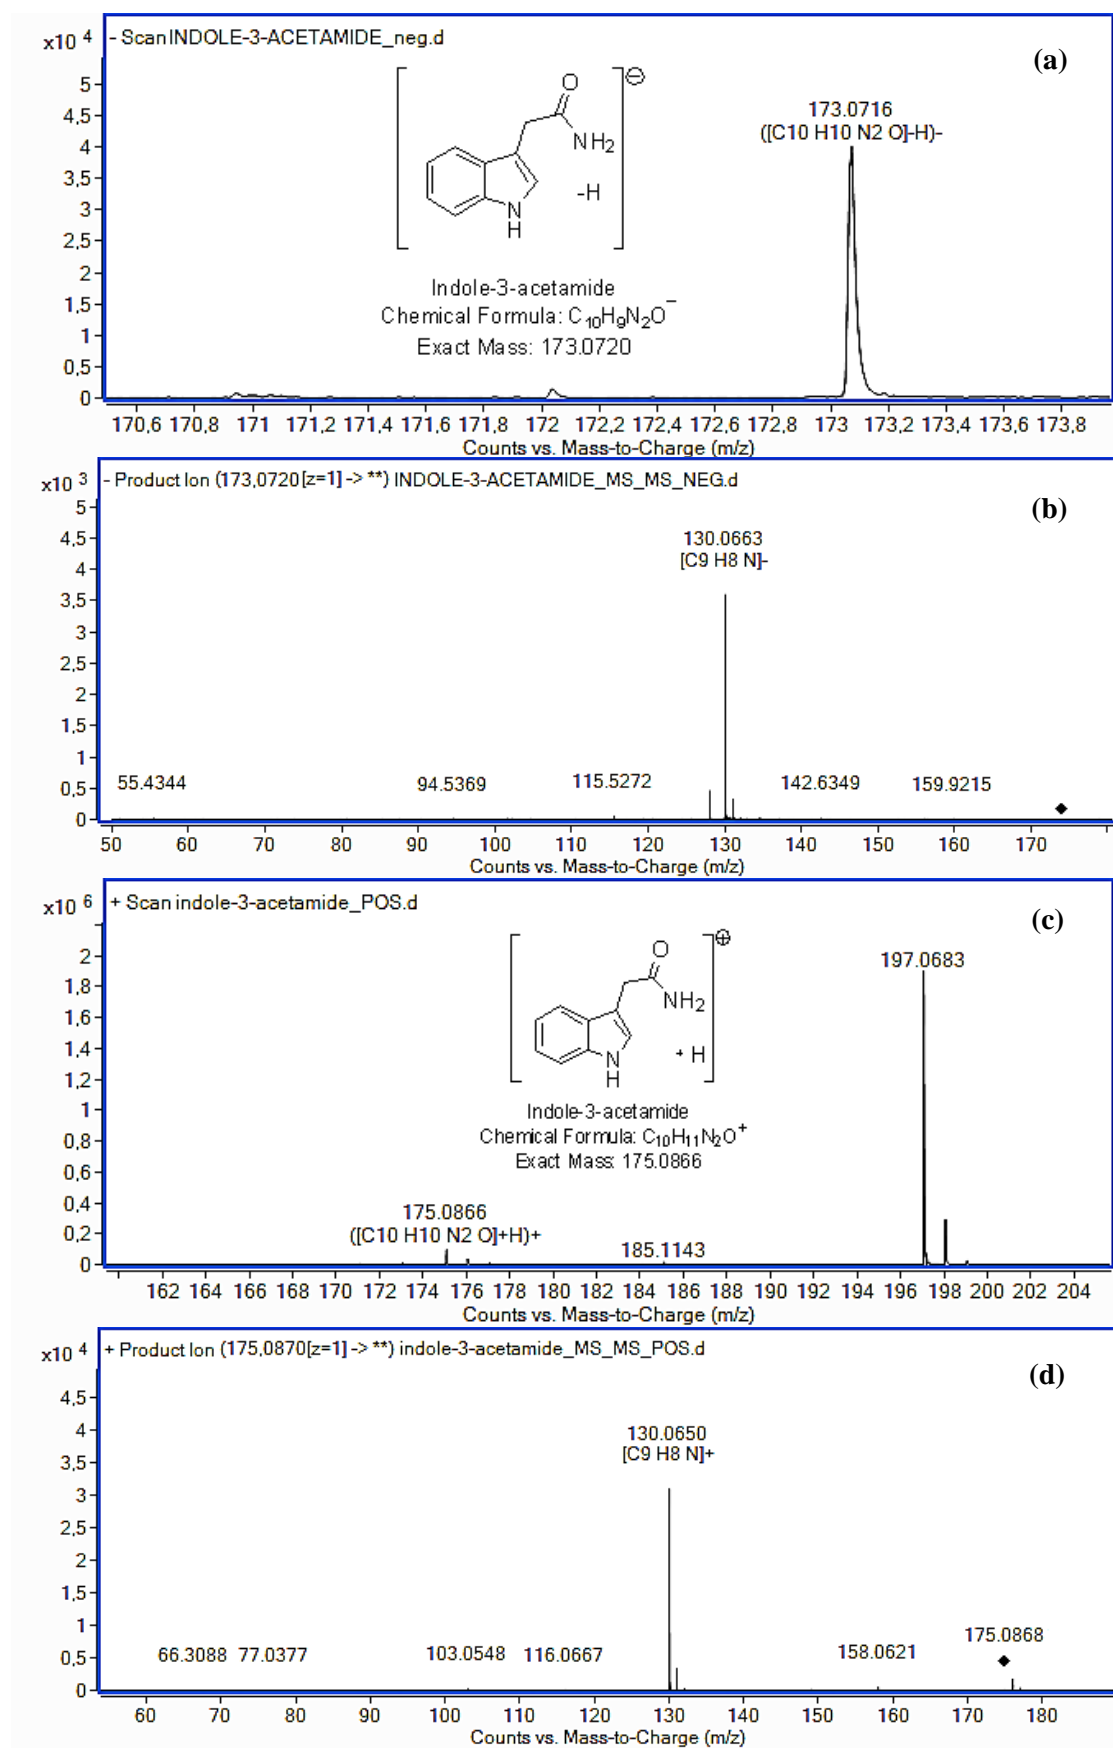 x10 4
- Scan INDOLE-3-ACETAMIDE_neg.d
(a)
5
4,5
4
3,5
3
2,5
2
1,5
1
0,5
0
O
NH2
-H
N
H
⊖
Indole-3-acetamide
Chemical Formula: C10H9N2O−
Exact Mass: 173.0720
173.0716
([C10 H10 N2 O]-H)-
170,6 170,8 171 171,2 171,4 171,6 171,8 172 172,2 172,4 172,6 172,8 173 173,2 173,4 173,6 173,8
Counts vs. Mass-to-Charge (m/z)
x10 3
- Product Ion (173,0720[z=1] -> **) INDOLE-3-ACETAMIDE_MS_MS_NEG.d
(b)
5
4,5
4
3,5
3
2,5
2
1,5
1
0,5
0
130.0663
[C9 H8 N]-
55.4344 94.5369 115.5272 142.6349 159.9215
50 60 70 80 90 100 110 120 130 140 150 160 170
Counts vs. Mass-to-Charge (m/z)
x10 6
+ Scan indole-3-acetamide_POS.d
(c)
2
1,8
1,6
1,4
1,2
1
0,8
0,6
0,4
0,2
0
O
NH2
+ H
N
H
⊕
Indole-3-acetamide
Chemical Formula: C10H11N2O+
Exact Mass: 175.0866
197.0683
175.0866
([C10 H10 N2 O]+H)+
185.1143
162 164 166 168 170 172 174 176 178 180 182 184 186 188 190 192 194 196 198 200 202 204
Counts vs. Mass-to-Charge (m/z)
x10 4
+ Product Ion (175,0870[z=1] -> **) indole-3-acetamide_MS_MS_POS.d
(d)
4,5
4
3,5
3
2,5
2
1,5
1
0,5
0
130.0650
[C9 H8 N]+
66.3088 77.0377 103.0548 116.0667 158.0621 175.0868
60 70 80 90 100 110 120 130 140 150 160 170 180
Counts vs. Mass-to-Charge (m/z)